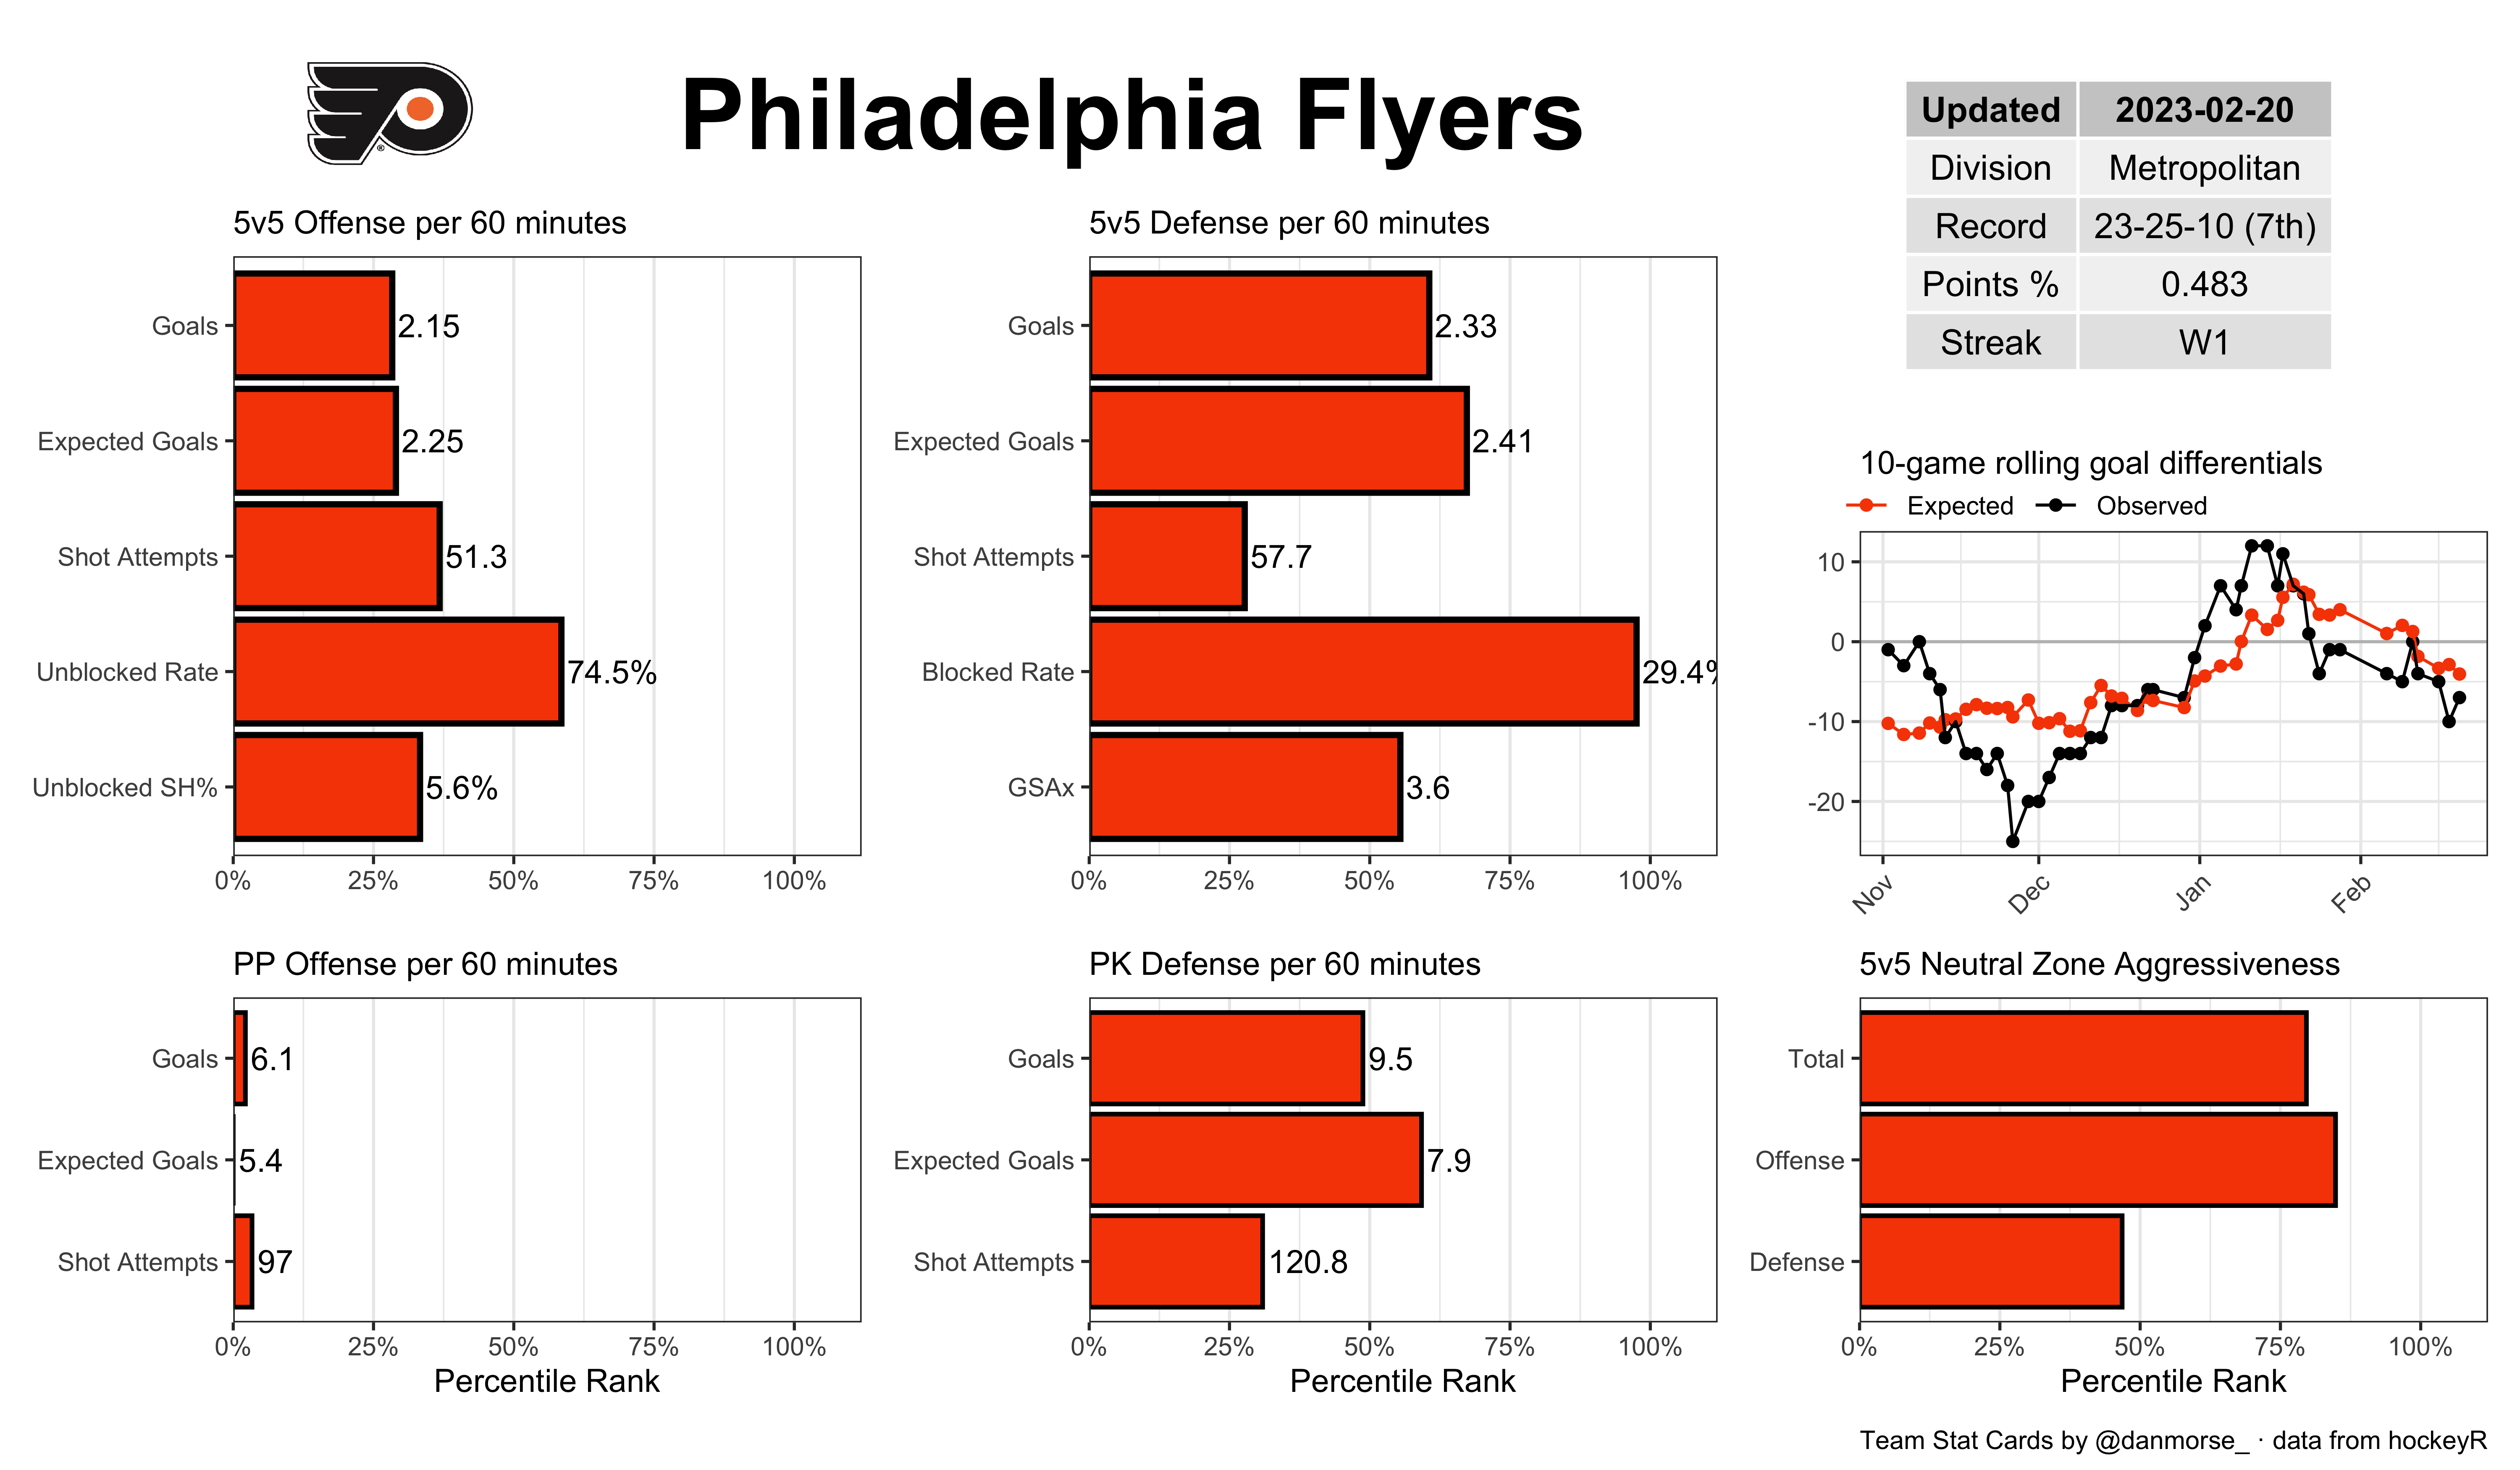 Philadelphia Flyers
Updated 2023-02-20
Division Metropolitan
Record 23-25-10 (7th)
Points % 0.483
Streak W1
5v5 Offense per 60 minutes
Goals 2.15
Expected Goals 2.25
Shot Attempts 51.3
Unblocked Rate 74.5%
Unblocked SH% 5.6%
0% 25% 50% 75% 100%
5v5 Defense per 60 minutes
Goals 2.33
Expected Goals 2.41
Shot Attempts 57.7
Blocked Rate 29.4%
GSAx 3.6
0% 25% 50% 75% 100%
10-game rolling goal differentials
Expected Observed
10
0
-10
-20
Nov Dec Jan Feb
PP Offense per 60 minutes
Goals 6.1
Expected Goals 5.4
Shot Attempts 97
0% 25% 50% 75% 100%
Percentile Rank
PK Defense per 60 minutes
Goals 9.5
Expected Goals 7.9
Shot Attempts 120.8
0% 25% 50% 75% 100%
Percentile Rank
5v5 Neutral Zone Aggressiveness
Total
Offense
Defense
0% 25% 50% 75% 100%
Percentile Rank
Team Stat Cards by @danmorse_ · data from hockeyR